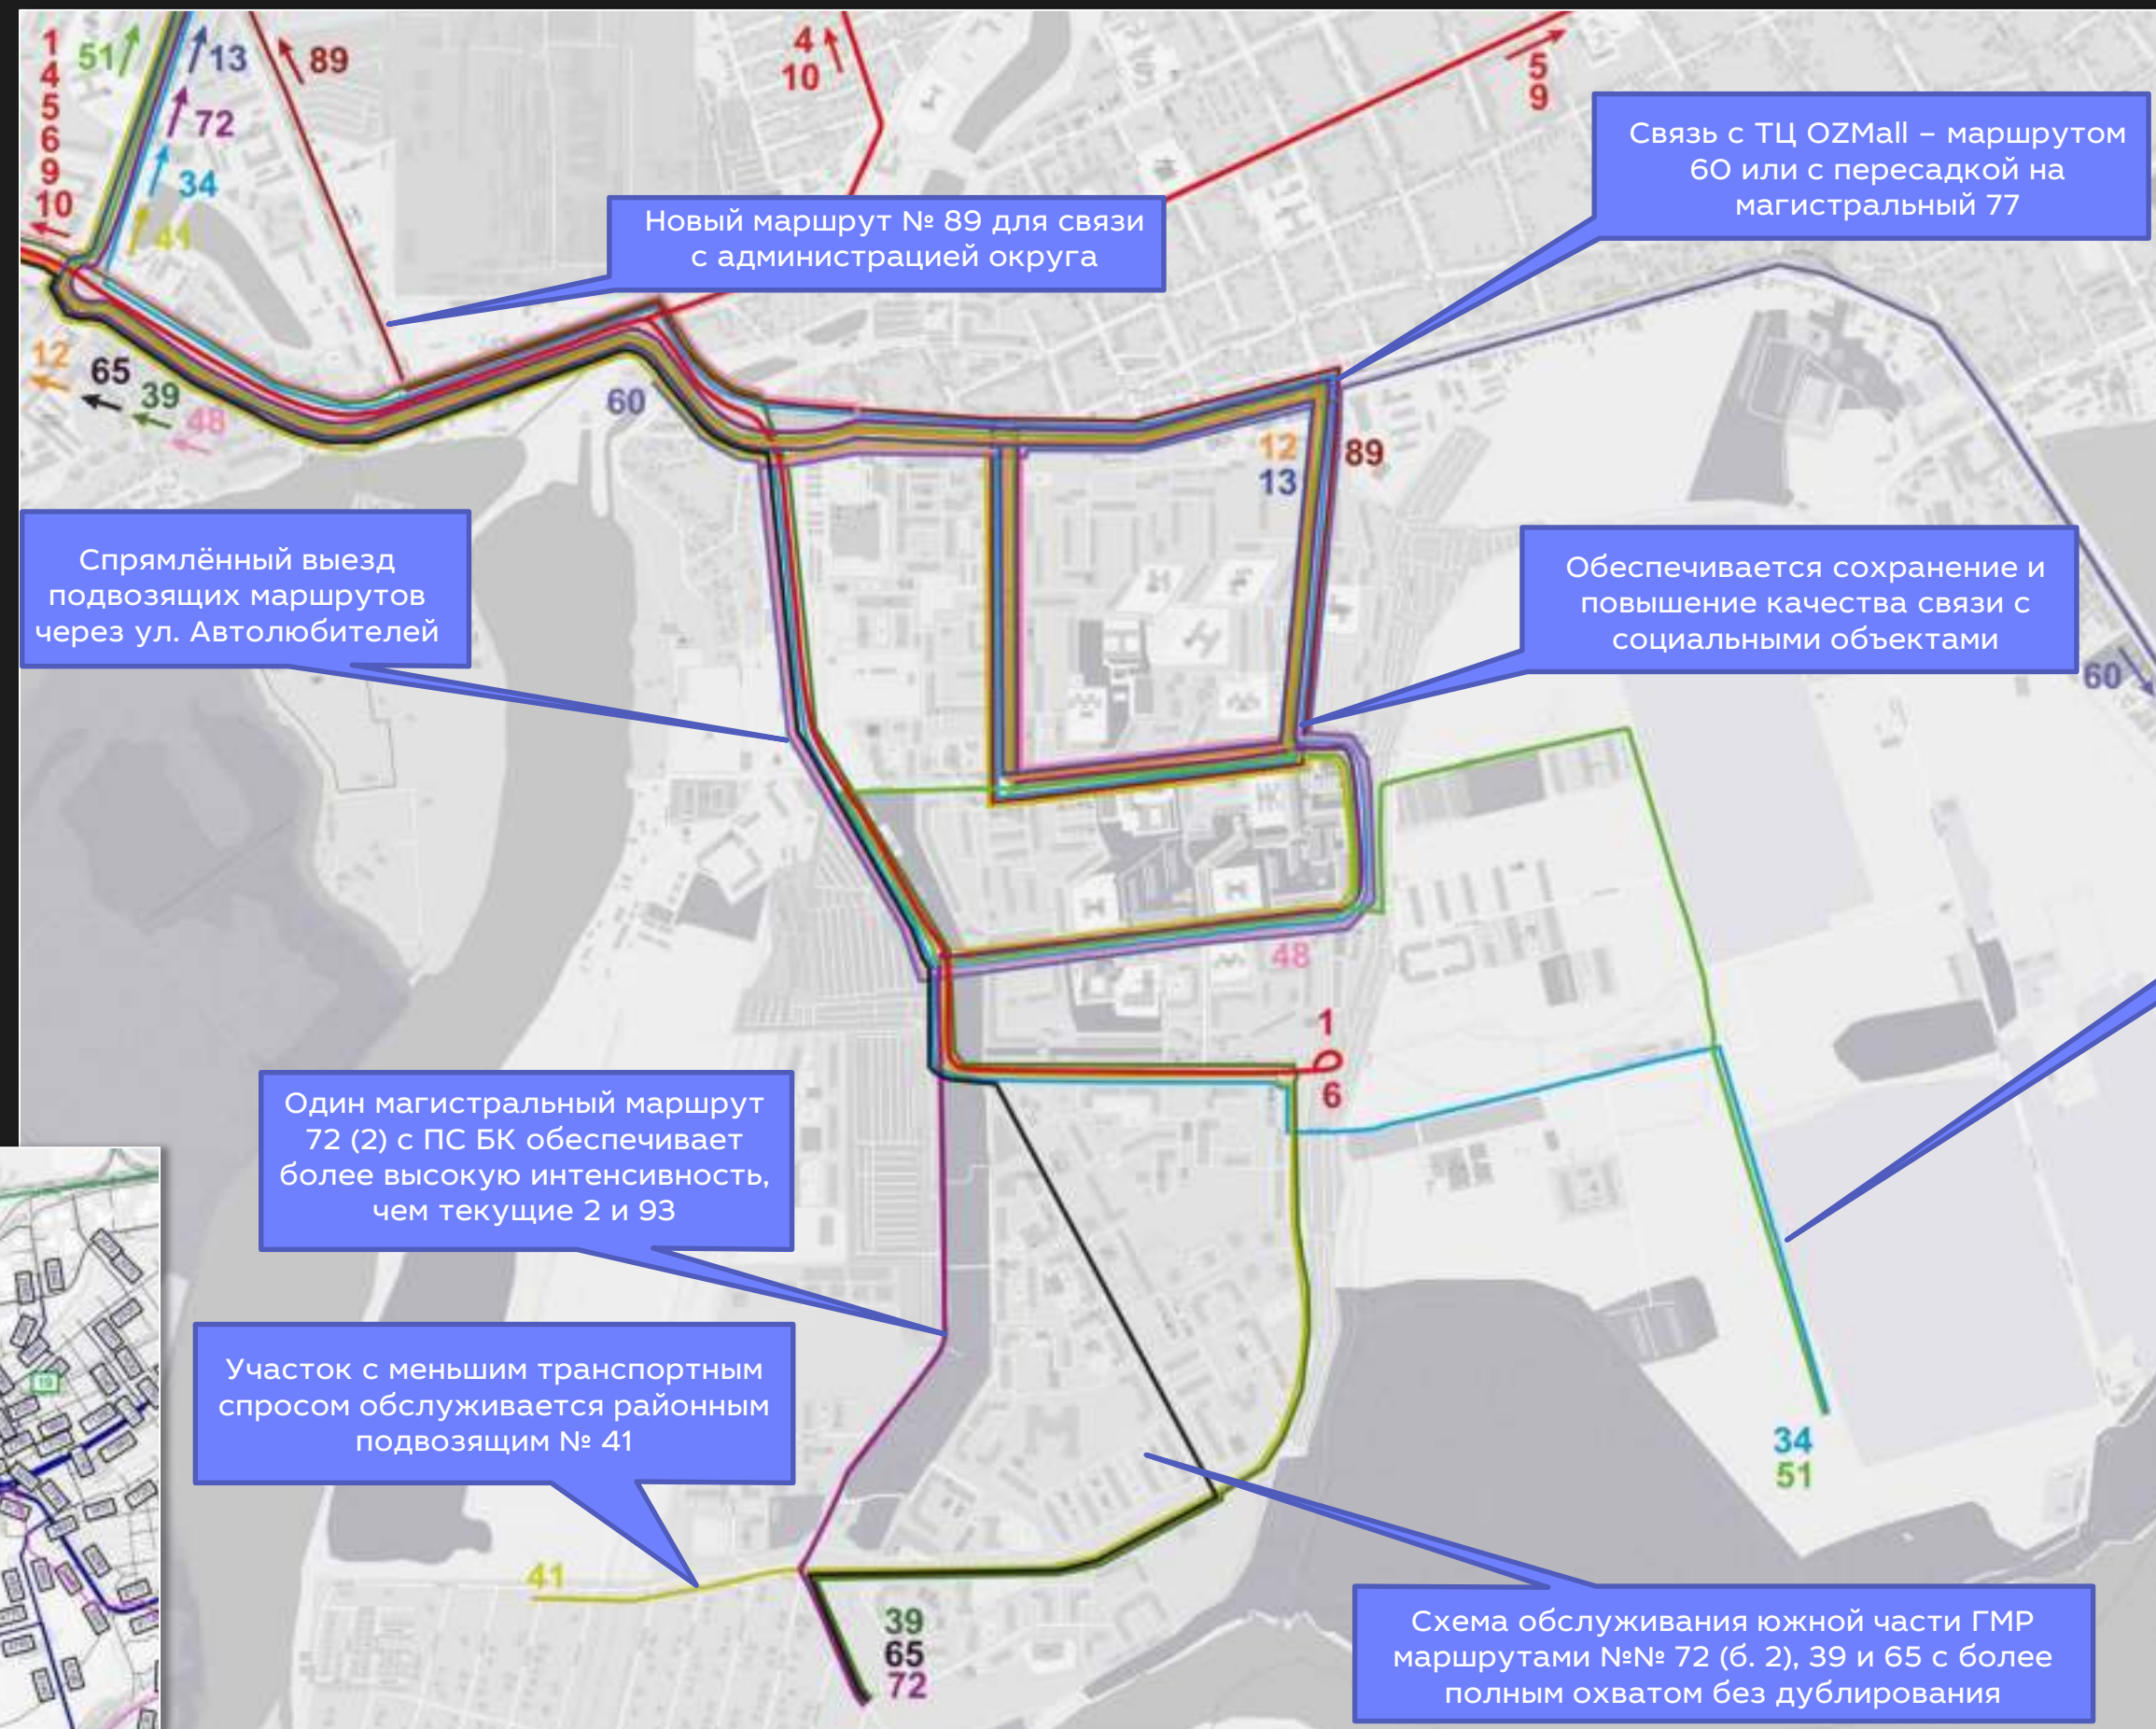 1
4
5
6
9
10
51
13
72
34
41
89
4
10
5
9
Связь с ТЦ OZMall – маршрутом
60 или с пересадкой на
магистральный 77
Новый маршрут № 89 для связи
с администрацией округа
12
65
39
48
60
12
13
89
Спрямлённый выезд
подвозящих маршрутов
через ул. Автолюбителей
Обеспечивается сохранение и
повышение качества связи с
социальными объектами
60
48
1
6
Один магистральный маршрут
72 (2) с ПС БК обеспечивает
более высокую интенсивность,
чем текущие 2 и 93
Участок с меньшим транспортным
спросом обслуживается районным
подвозящим № 41
19
34
51
41
39
65
72
Схема обслуживания южной части ГМР
маршрутами №№ 72 (б. 2), 39 и 65 с более
полным охватом без дублирования